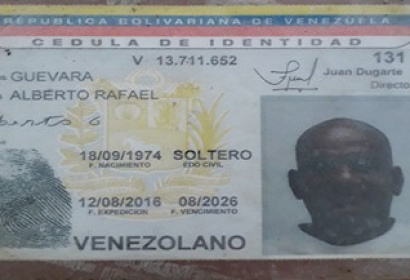 REPUBLICA BOLIVARIANA DE VENEZUELA
CEDULA DE IDENTIDAD
V 13.711.652
131
GUEVARA
Juan Dugarte
Director
ALBERTO RAFAEL
18/09/1974 SOLTERO
F. NACIMIENTO EDO CIVIL
12/08/2016 08/2026
F. EXPEDICION F. VENCIMIENTO
VENEZOLANO